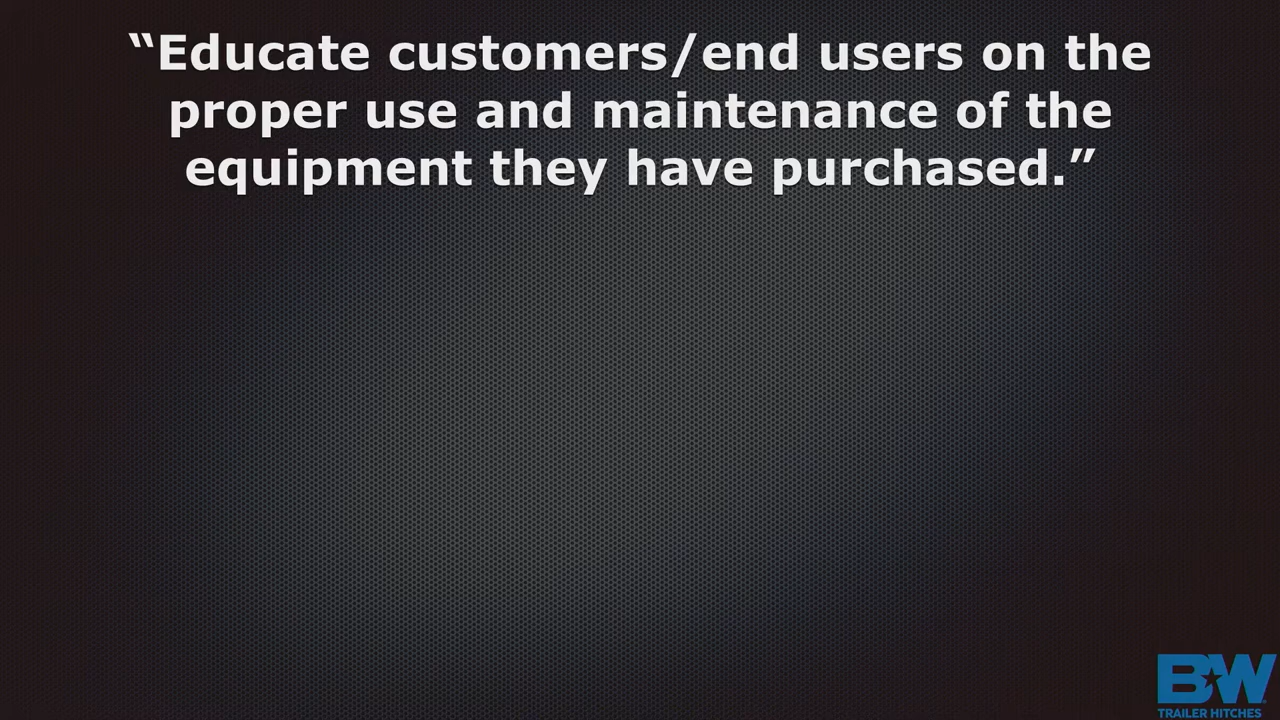 “Educate customers/end users on the
proper use and maintenance of the
equipment they have purchased.”
B&W
TRAILER HITCHES